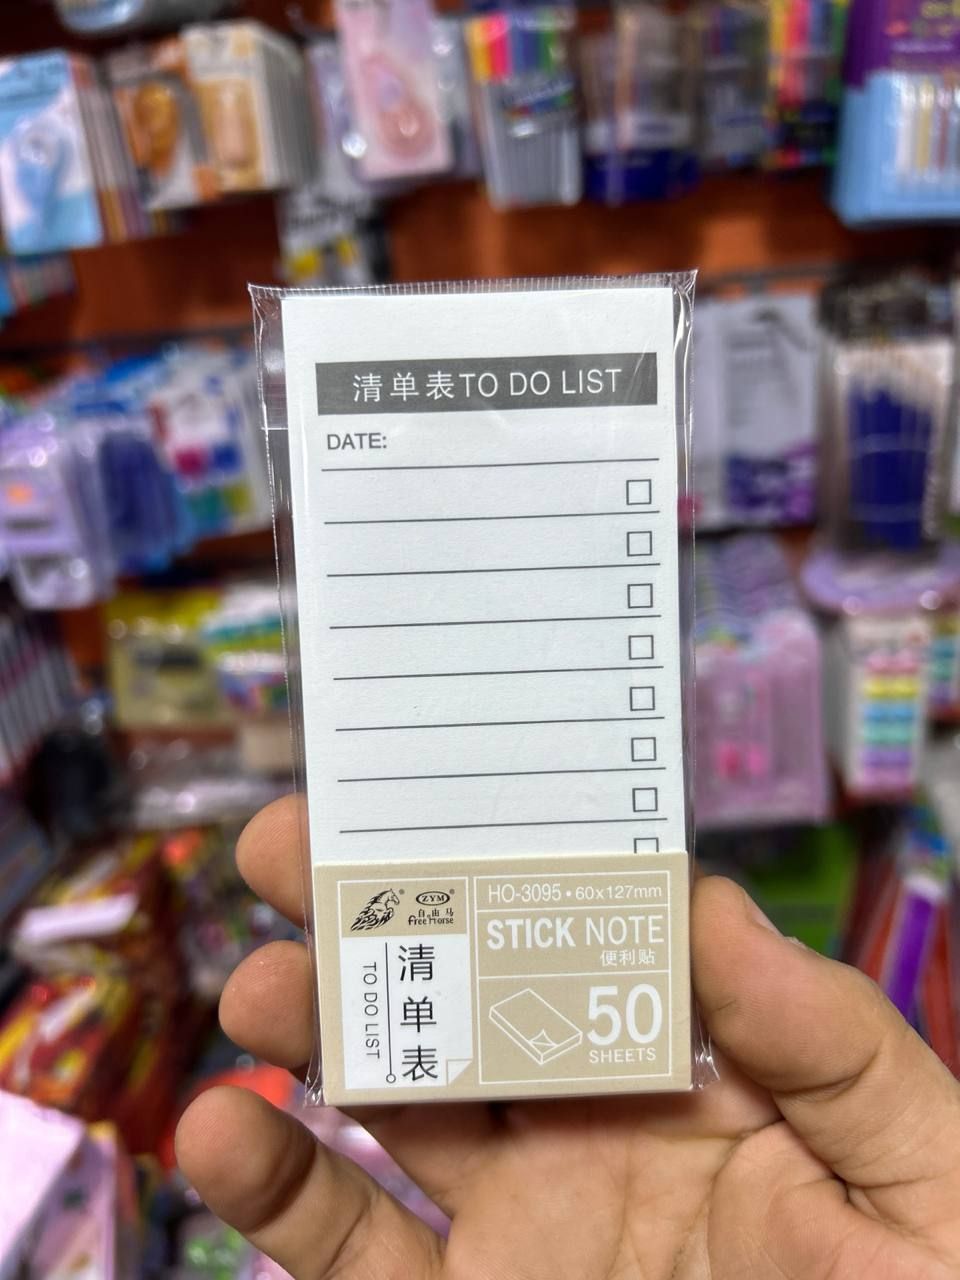 清单表TO DO LIST
DATE:
ZYM
自由马
Free Horse
TO DO LIST
清单表
HO-3095 • 60x127mm
STICK NOTE
便利贴
50
SHEETS